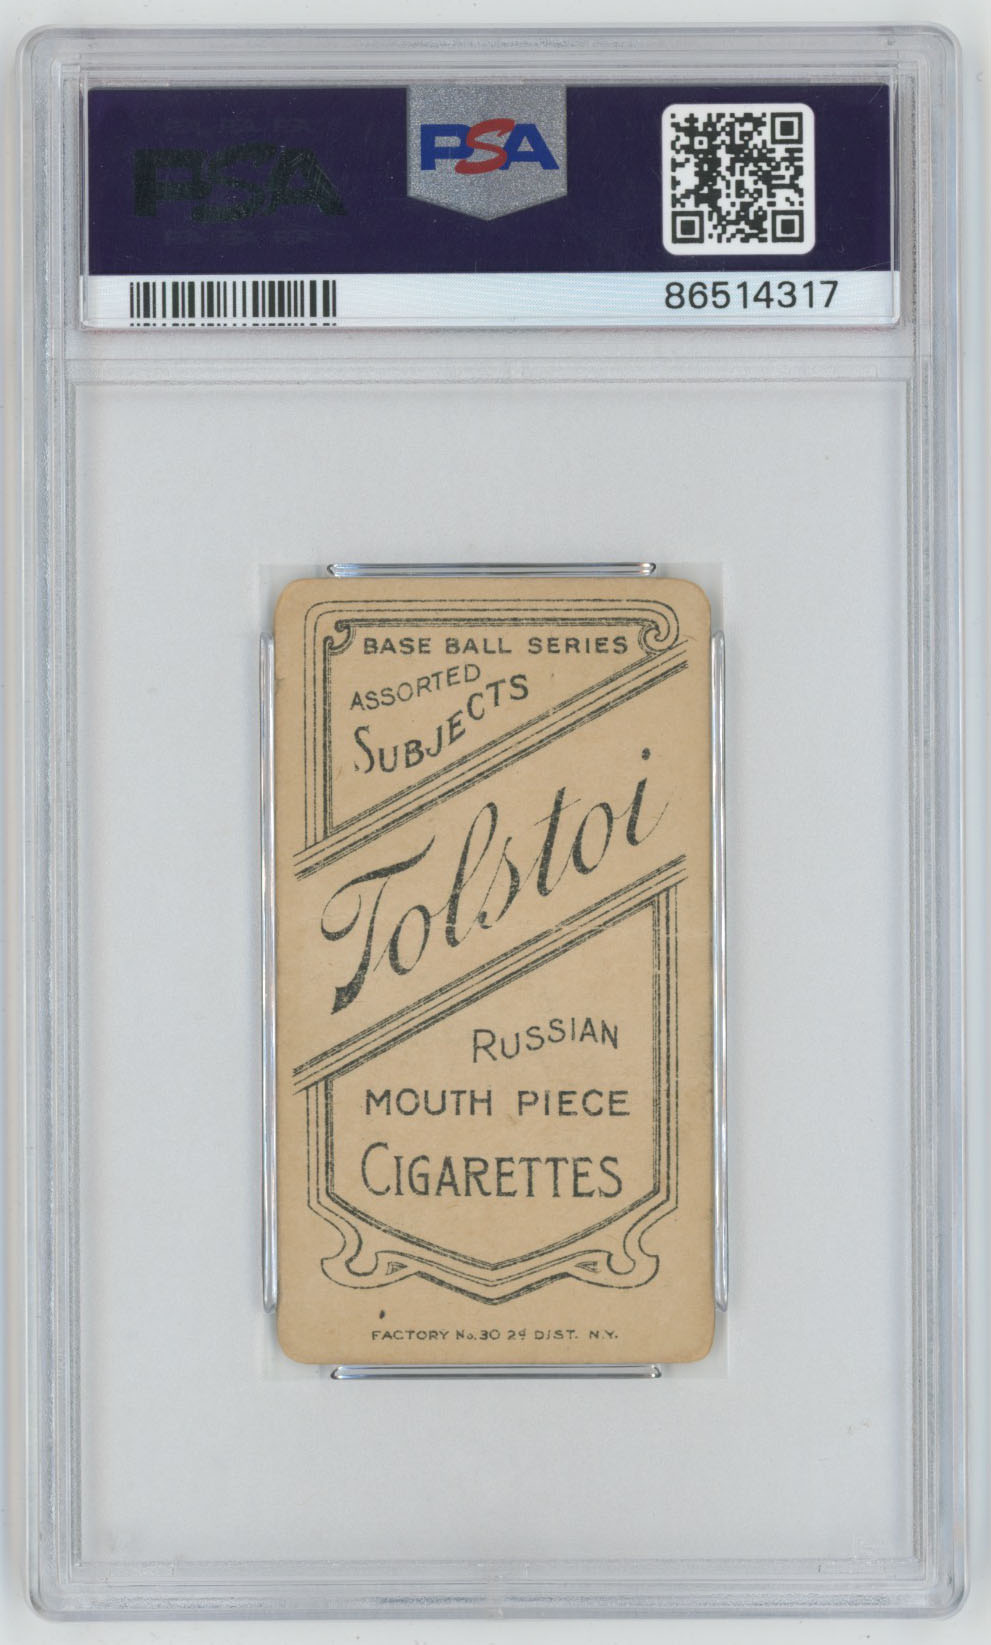 PSA
PSA
86514317
BASE BALL SERIES
ASSORTED
SUBJECTS
Tolstoi
RUSSIAN
MOUTH PIECE
CIGARETTES
FACTORY No. 30 2d DIST. N.Y.